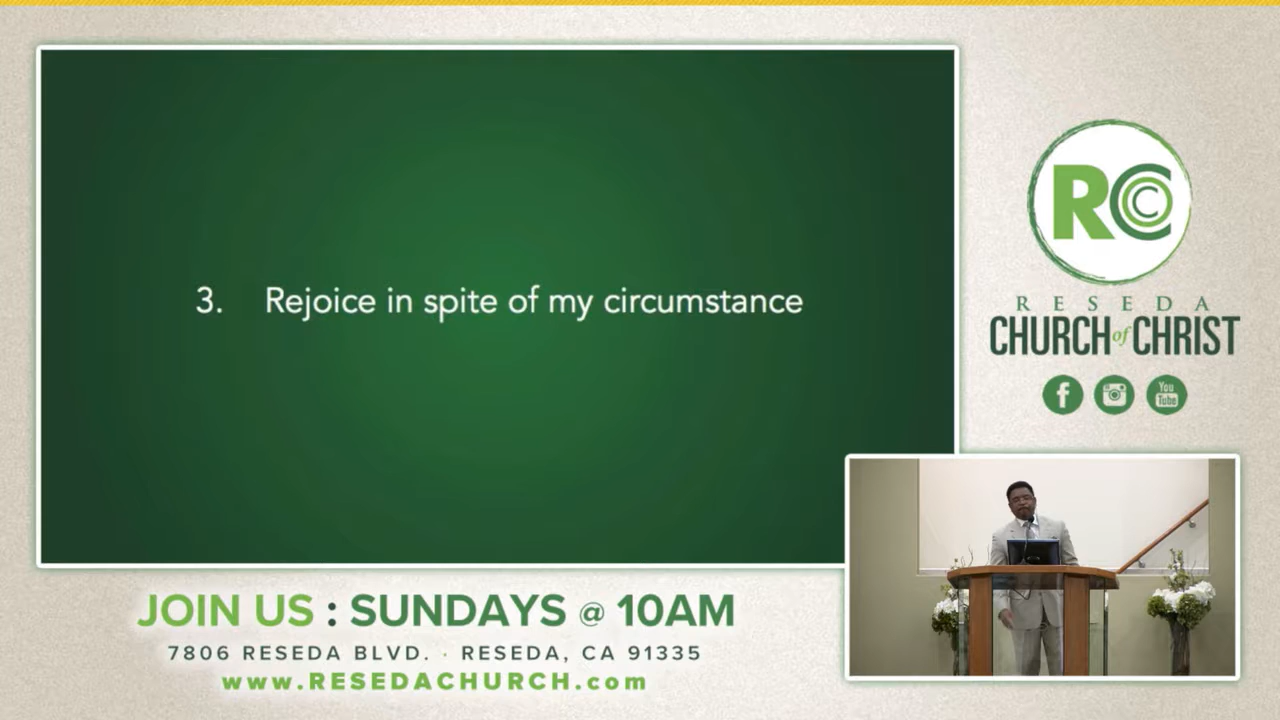 3. Rejoice in spite of my circumstance
RCC
RESEDA
CHURCH of CHRIST
f
You
Tube
JOIN US : SUNDAYS @ 10AM
7806 RESEDA BLVD. · RESEDA, CA 91335
www.RESEDACHURCH.com